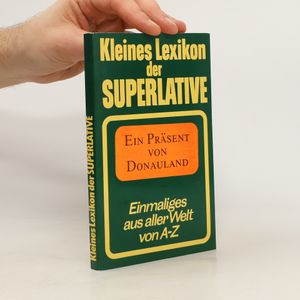 Kleines Lexikon
der
SUPERLATIVE
EIN PRÄSENT
VON
DONAULAND
Einmaliges
aus aller Welt
von A-Z
Kleines Lexikon der SUPERLATIVE